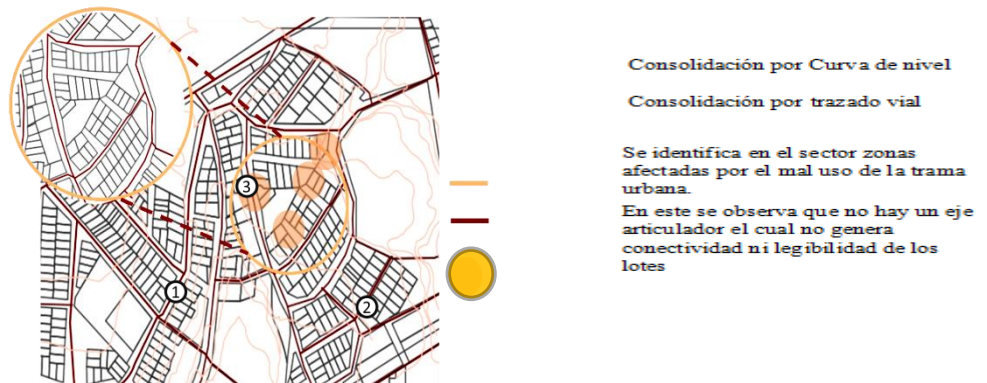 3
1
2
Consolidación por Curva de nivel
Consolidación por trazado vial
Se identifica en el sector zonas
afectadas por el mal uso de la trama
urbana.
En este se observa que no hay un eje
articulador el cual no genera
conectividad ni legibilidad de los
lotes